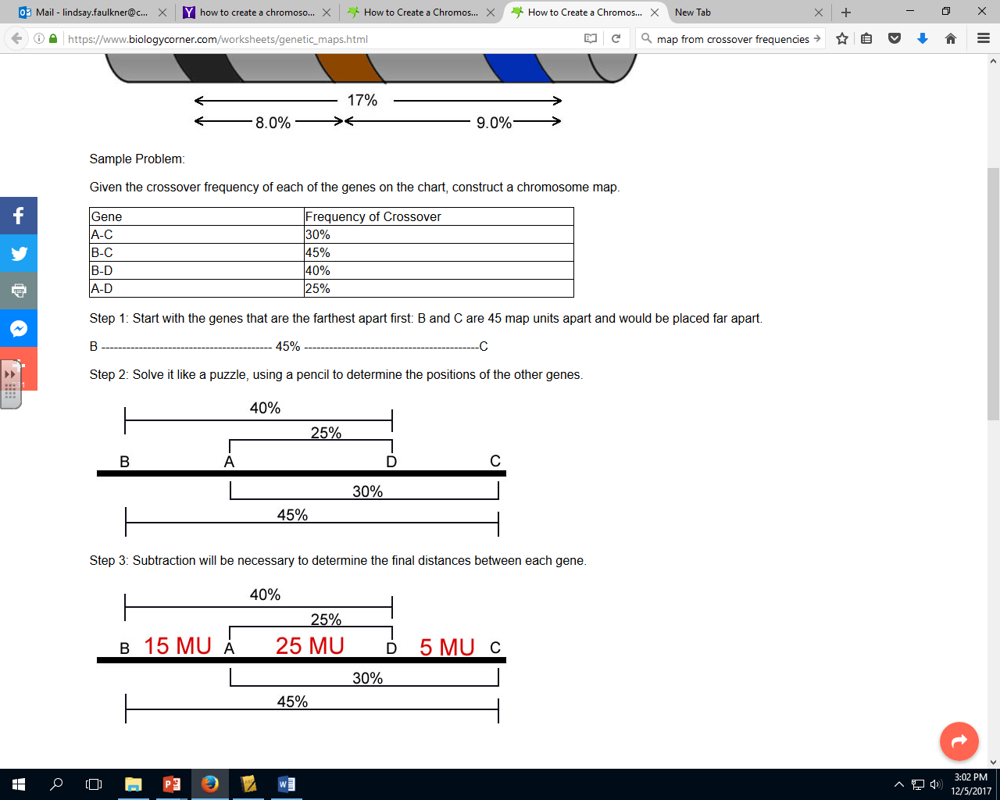 Mail - lindsay.faulkner@c...
how to create a chromoso...
How to Create a Chromos...
How to Create a Chromos...
New Tab
https://www.biologycorner.com/worksheets/genetic_maps.html
map from crossover frequencies
17%
8.0% 9.0%
Sample Problem:
Given the crossover frequency of each of the genes on the chart, construct a chromosome map.
Gene Frequency of Crossover
A-C 30%
B-C 45%
B-D 40%
A-D 25%
Step 1: Start with the genes that are the farthest apart first: B and C are 45 map units apart and would be placed far apart.
B ----------------------------------------- 45% ------------------------------------------C
Step 2: Solve it like a puzzle, using a pencil to determine the positions of the other genes.
40%
25%
B A D C
30%
45%
Step 3: Subtraction will be necessary to determine the final distances between each gene.
40%
25%
B 15 MU A 25 MU D 5 MU C
30%
45%
3:02 PM
12/5/2017